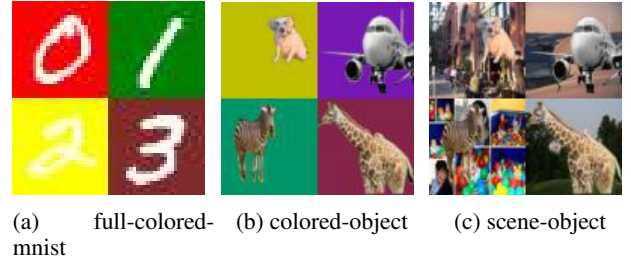 0 1
2 3
(a) full-colored-
mnist
(b) colored-object
(c) scene-object